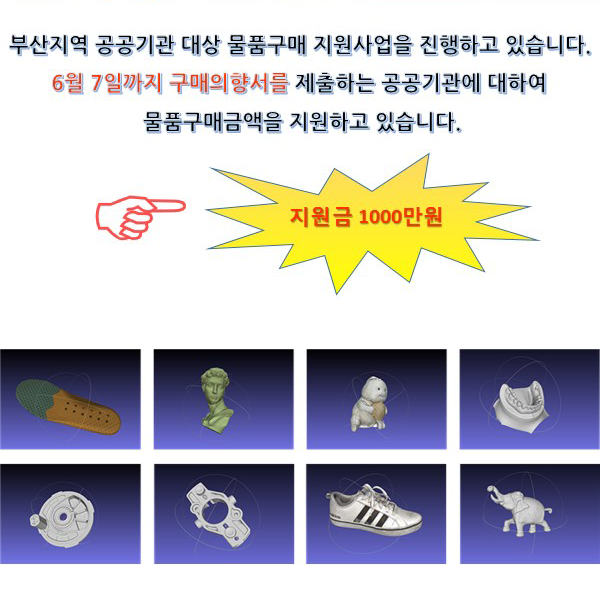 부산지역 공공기관 대상 물품구매 지원사업을 진행하고 있습니다.
6월 7일까지 구매의향서를 제출하는 공공기관에 대하여
물품구매금액을 지원하고 있습니다.
지원금 1000만원